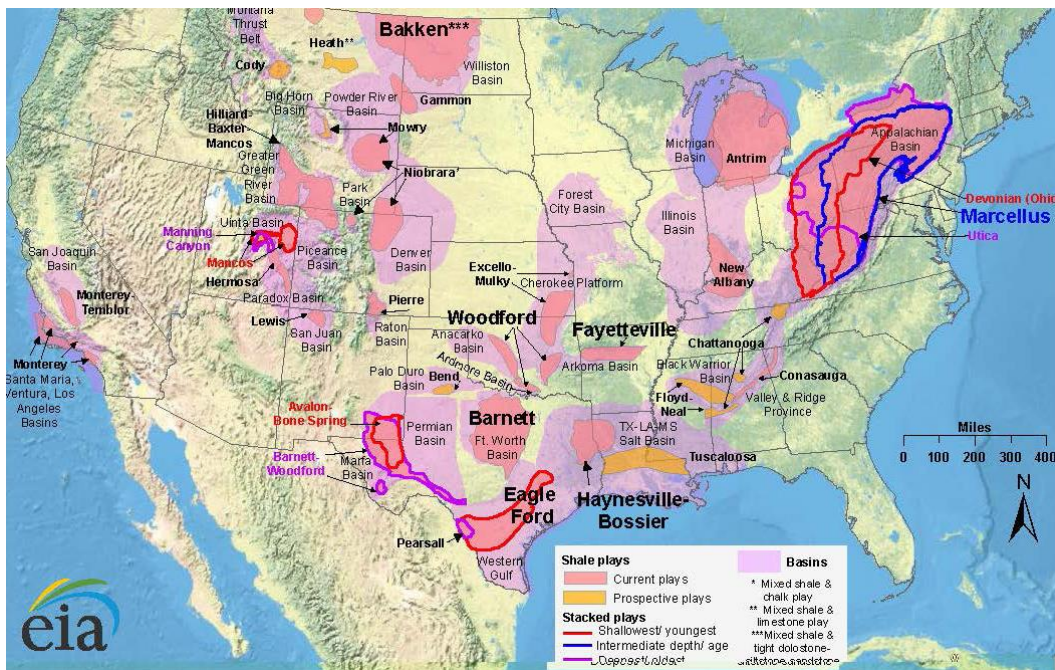 Montana
Thrust
Belt
Cody
Heath**
Bakken***
Williston
Basin
Big Horn
Basin
Powder River
Basin
Gammon
Hilliard-
Baxter-
Mancos
Mowry
Greater
Green
River
Basin
Niobrara*
Park
Basin
Uinta Basin
Manning
Canyon
Mancos
Piceance
Basin
Denver
Basin
Hermosa
Paradox Basin
Lewis
San Juan
Basin
Pierre
Raton
Basin
San Joaquin
Basin
Monterey-
Temblor
Monterey
Santa Maria,
Ventura, Los
Angeles
Basins
Forest
City Basin
Excello-
Mulky
Cherokee Platform
Woodford
Anacarko
Basin
Ardmore Basin
Fayetteville
Arkoma Basin
Palo Duro
Basin
Bend
Avalon-
Bone Spring
Permian
Basin
Barnett
Ft. Worth
Basin
Barnett-
Woodford
Marfa
Basin
Eagle
Ford
Pearsall
Western
Gulf
Haynesville-
Bossier
TX-LA-MS
Salt Basin
Tuscaloosa
Michigan
Basin
Antrim
Illinois
Basin
New
Albany
Appalachian
Basin
Devonian (Ohio
Marcellus
Utica
Chattanooga
Black Warrior
Basin
Conasauga
Floyd-
Neal
Valley & Ridge
Province
Miles
0 100 200 300 400
N
Shale plays
Current plays
Prospective plays
Stacked plays
Shallowest/ youngest
Intermediate depth/ age
Deepest/ oldest
Basins
* Mixed shale &
chalk play
** Mixed shale &
limestone play
***Mixed shale &
tight dolostone-
siltstone-sandstone
eia